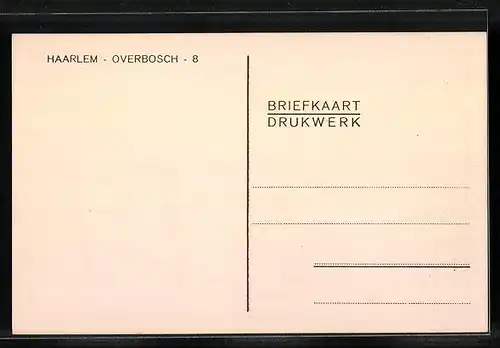 HAARLEM - OVERBOSCH - 8
BRIEFKAART
DRUKWERK